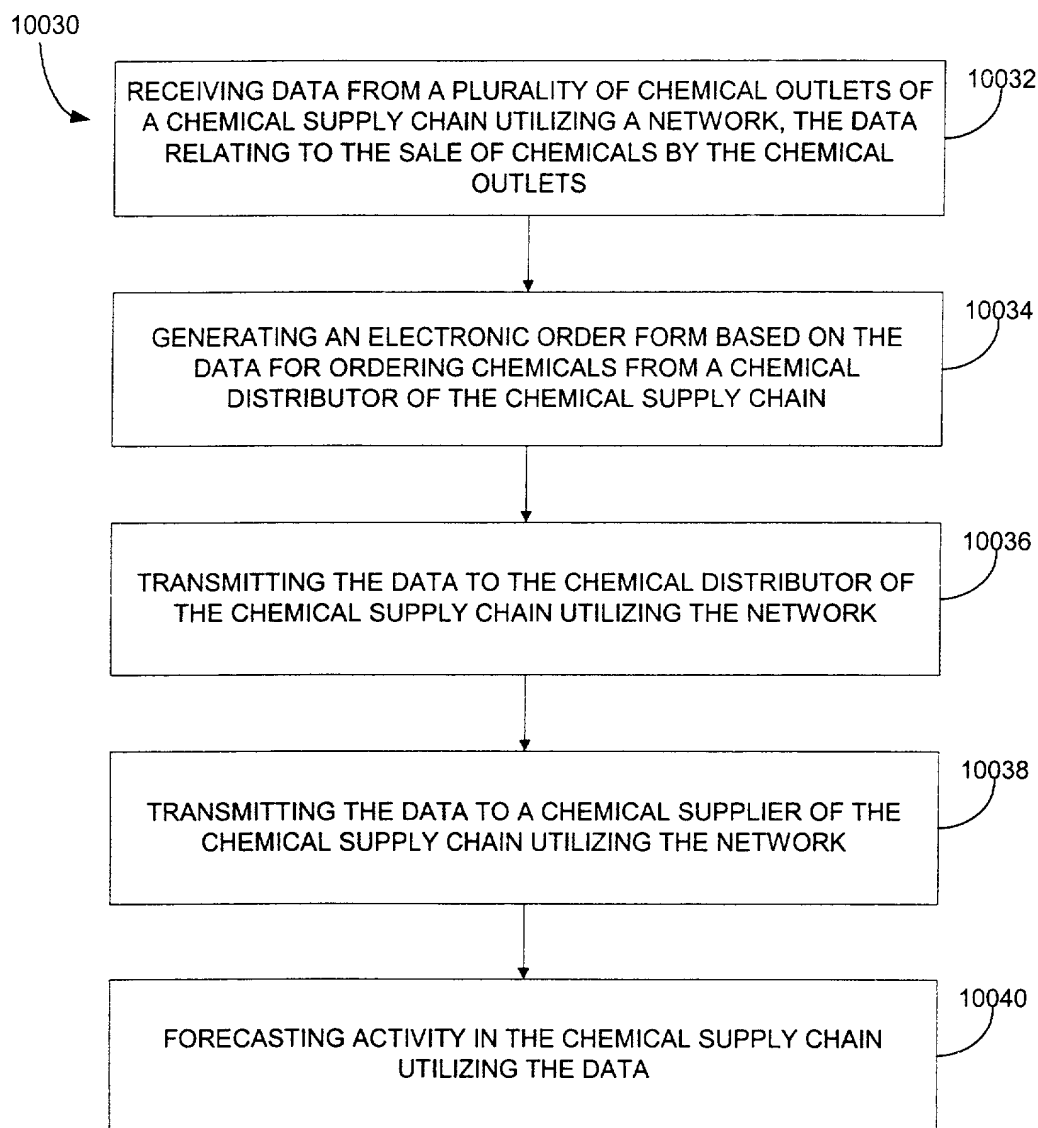 10030
10032
RECEIVING DATA FROM A PLURALITY OF CHEMICAL OUTLETS OF
A CHEMICAL SUPPLY CHAIN UTILIZING A NETWORK, THE DATA
RELATING TO THE SALE OF CHEMICALS BY THE CHEMICAL
OUTLETS
10034
GENERATING AN ELECTRONIC ORDER FORM BASED ON THE
DATA FOR ORDERING CHEMICALS FROM A CHEMICAL
DISTRIBUTOR OF THE CHEMICAL SUPPLY CHAIN
10036
TRANSMITTING THE DATA TO THE CHEMICAL DISTRIBUTOR OF
THE CHEMICAL SUPPLY CHAIN UTILIZING THE NETWORK
10038
TRANSMITTING THE DATA TO A CHEMICAL SUPPLIER OF THE
CHEMICAL SUPPLY CHAIN UTILIZING THE NETWORK
10040
FORECASTING ACTIVITY IN THE CHEMICAL SUPPLY CHAIN
UTILIZING THE DATA